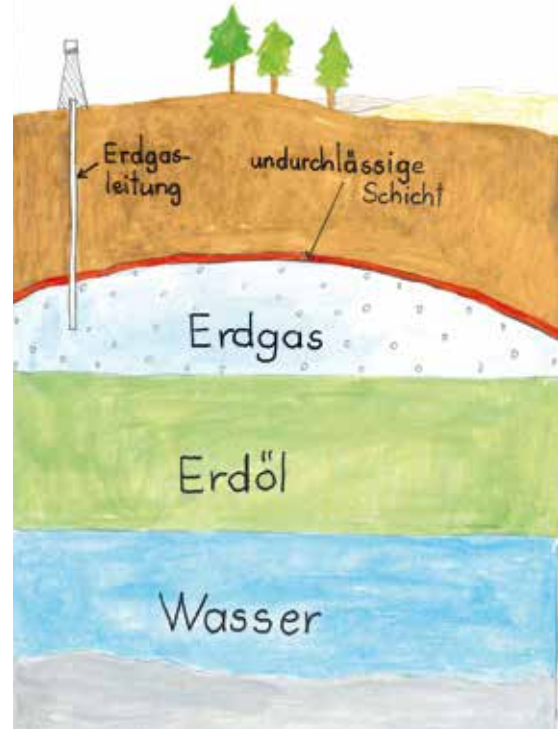 Erdgas-
leitung
undurchlässige
Schicht
Erdgas
Erdöl
Wasser